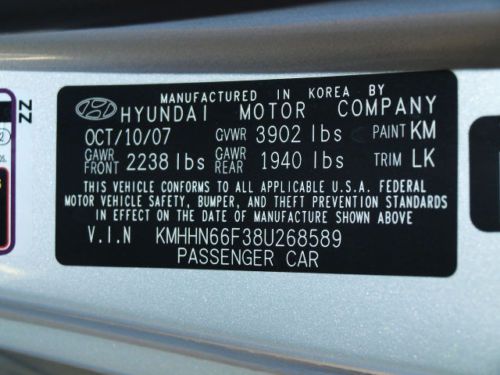 MANUFACTURED IN KOREA BY
HYUNDAI MOTOR COMPANY
OCT/10/07 GVWR 3902 lbs PAINT KM
GAWR FRONT 2238 lbs GAWR REAR 1940 lbs TRIM LK
THIS VEHICLE CONFORMS TO ALL APPLICABLE U.S.A. FEDERAL
MOTOR VEHICLE SAFETY, BUMPER, AND THEFT PREVENTION STANDARDS
IN EFFECT ON THE DATE OF MANUFACTURE SHOWN ABOVE
V.I.N KMHHN66F38U268589
PASSENGER CAR
ZZ